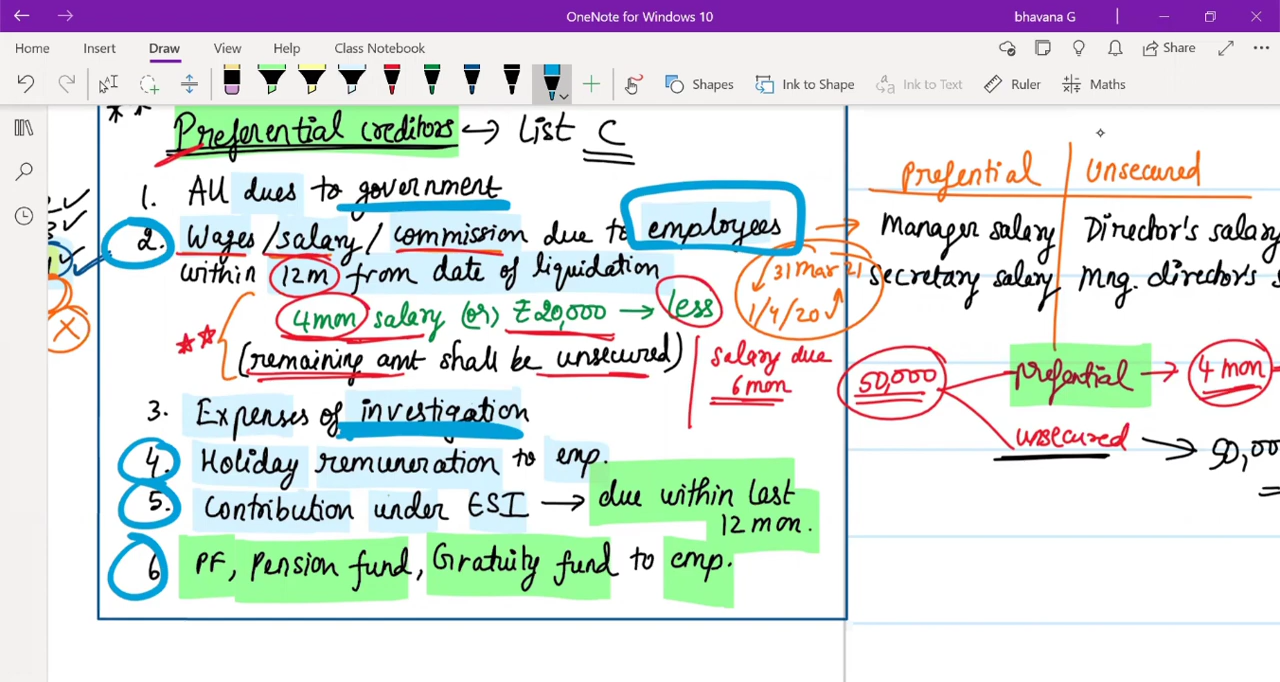 OneNote for Windows 10
bhavana G
Home Insert Draw View Help Class Notebook
Share
Shapes Ink to Shape Ink to Text Ruler Maths
** Preferential creditors → List C
1. All dues to government
2. Wages/salary/commission due to employees →
within 12m from date of liquidation
4mon salary (or) ₹20,000 → less
** (remaining amt shall be unsecured)
3. Expenses of investigation
4. Holiday remuneration to emp.
5. Contribution under ESI → due within last
12 mon.
6 PF, Pension fund, Gratuity fund to emp.
31 Mar 21
1/4/20
salary due
6 mon
Prefential Unsecured
Manager salary Director's salary
Secretary salary Mng. director's s
50,000
prefential → 4 mon
unsecured →